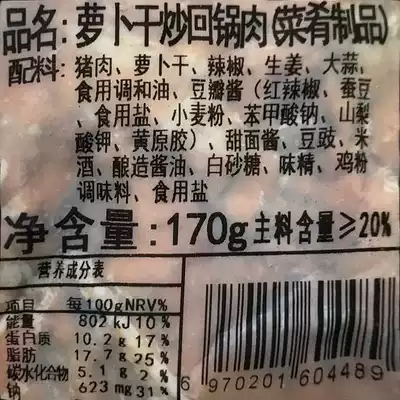 品名: 萝卜干炒回锅肉(菜肴制品)
配料: 猪肉、萝卜干、辣椒、生姜、大蒜、
食用调和油、豆瓣酱(红辣椒、蚕豆
、食用盐、小麦粉、苯甲酸钠、山梨
酸钾、黄原胶)、甜面酱、豆豉、米
酒、酿造酱油、白砂糖、味精、鸡粉
调味料、食用盐
净含量: 170g 主料含量≥20%
营养成分表
项目 每100g NRV%
能量 802 kJ 10 %
蛋白质 10.2 g 17 %
脂肪 17.7 g 25 %
碳水化合物 5.1 g 2 %
钠 623 mg 31 %
6 970201 604489